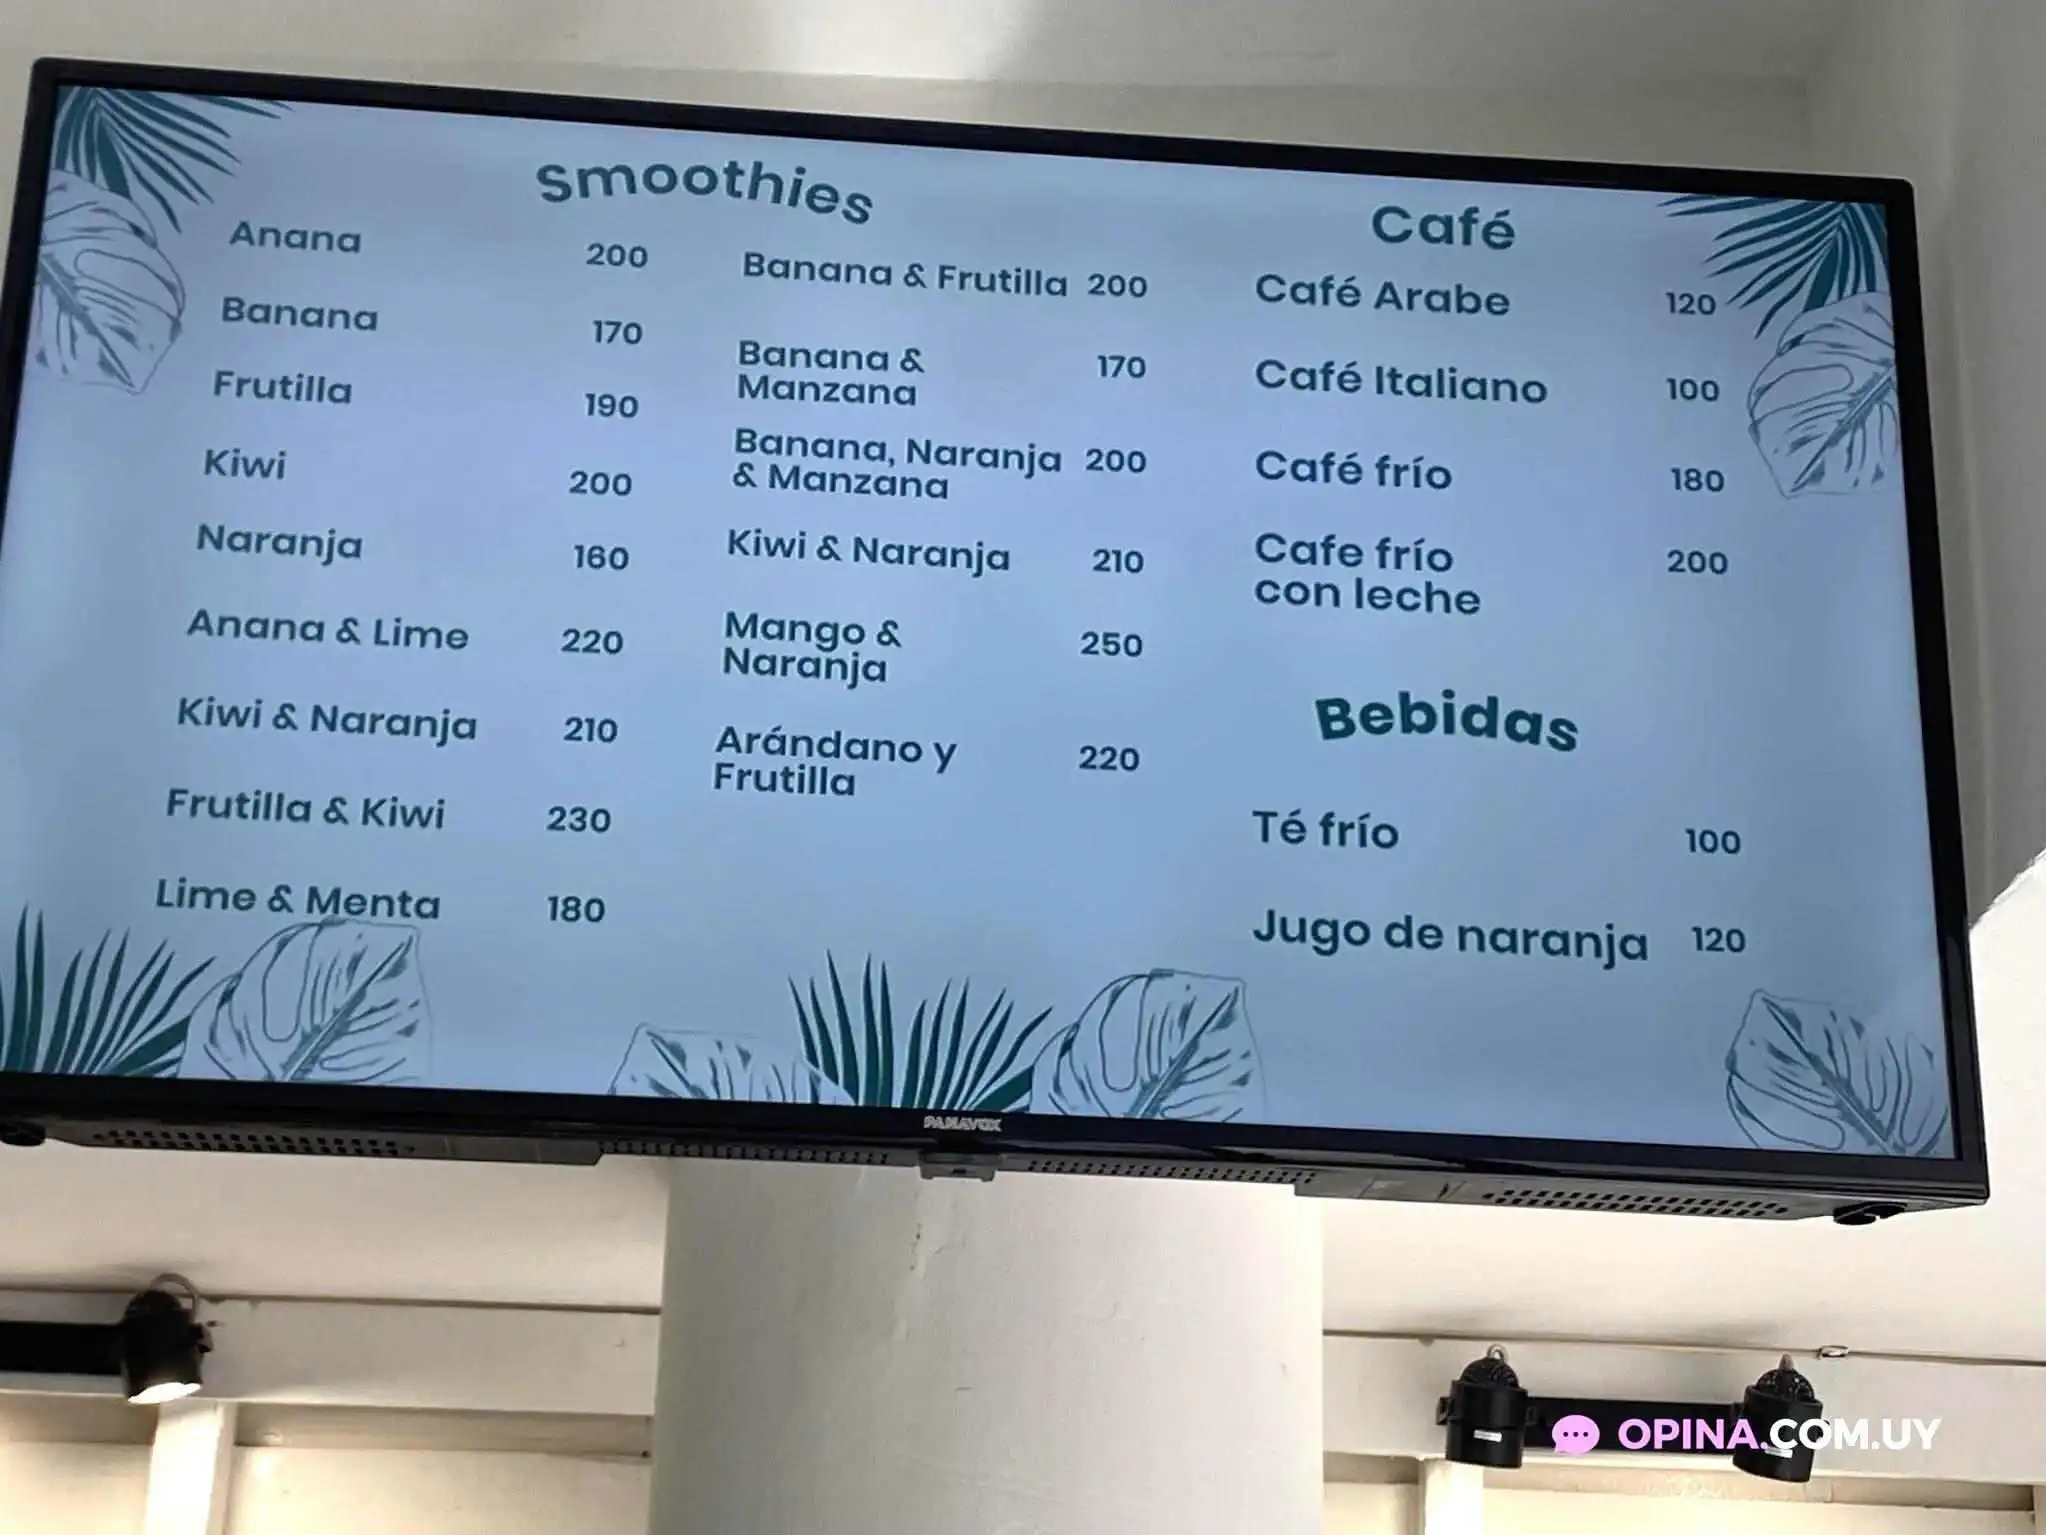 Smoothies
Anana 200
Banana 170
Frutilla 190
Kiwi 200
Naranja 160
Anana & Lime 220
Kiwi & Naranja 210
Frutilla & Kiwi 230
Lime & Menta 180
Banana & Frutilla 200
Banana & 170
Manzana
Banana, Naranja 200
& Manzana
Kiwi & Naranja 210
Mango & 250
Naranja
Arándano y 220
Frutilla
Café
Café Arabe 120
Café Italiano 100
Café frío 180
Cafe frío 200
con leche
Bebidas
Té frío 100
Jugo de naranja 120
PANAVOX
OPINA.COM.UY